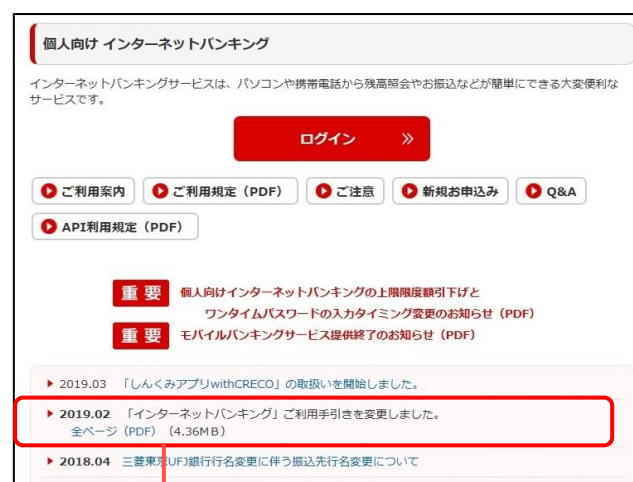 個人向け インターネットバンキング
インターネットバンキングサービスは、パソコンや携帯電話から残高照会やお振込などが簡単にできる大変便利な
サービスです。
ログイン
ご利用案内 ご利用規定（PDF） ご注意 新規お申込み Q&A
API利用規定（PDF）
重要 個人向けインターネットバンキングの上限限度額引下げと
ワンタイムパスワードの入力タイミング変更のお知らせ（PDF）
重要 モバイルバンキングサービス提供終了のお知らせ（PDF）
2019.03 「しんくみアプリwithCRECO」の取扱いを開始しました。
2019.02 「インターネットバンキング」ご利用手引きを変更しました。
全ページ（PDF）（4.36MB）
2018.04 三菱東京UFJ銀行行名変更に伴う振込先行名変更について